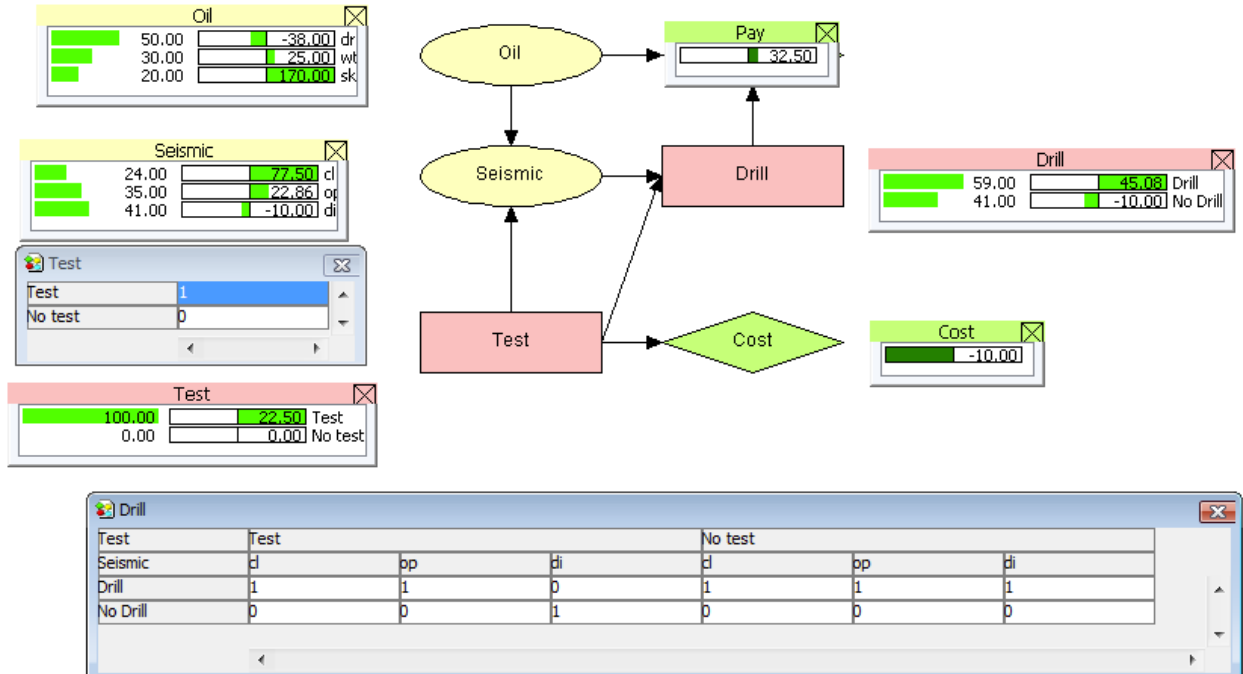 Oil
50.00 -38.00 dr
30.00 25.00 wt
20.00 170.00 sk
Oil
Pay
32.50
Seismic
24.00 77.50 cl
35.00 22.86 op
41.00 -10.00 di
Seismic
Drill
Drill
59.00 45.08 Drill
41.00 -10.00 No Drill
Test
Test 1
No test 0
Test
Cost
Cost
-10.00
Test
100.00 22.50 Test
0.00 0.00 No test
Drill
Test Test No test
Seismic cl op di cl op di
Drill 1 1 0 1 1 1
No Drill 0 0 1 0 0 0